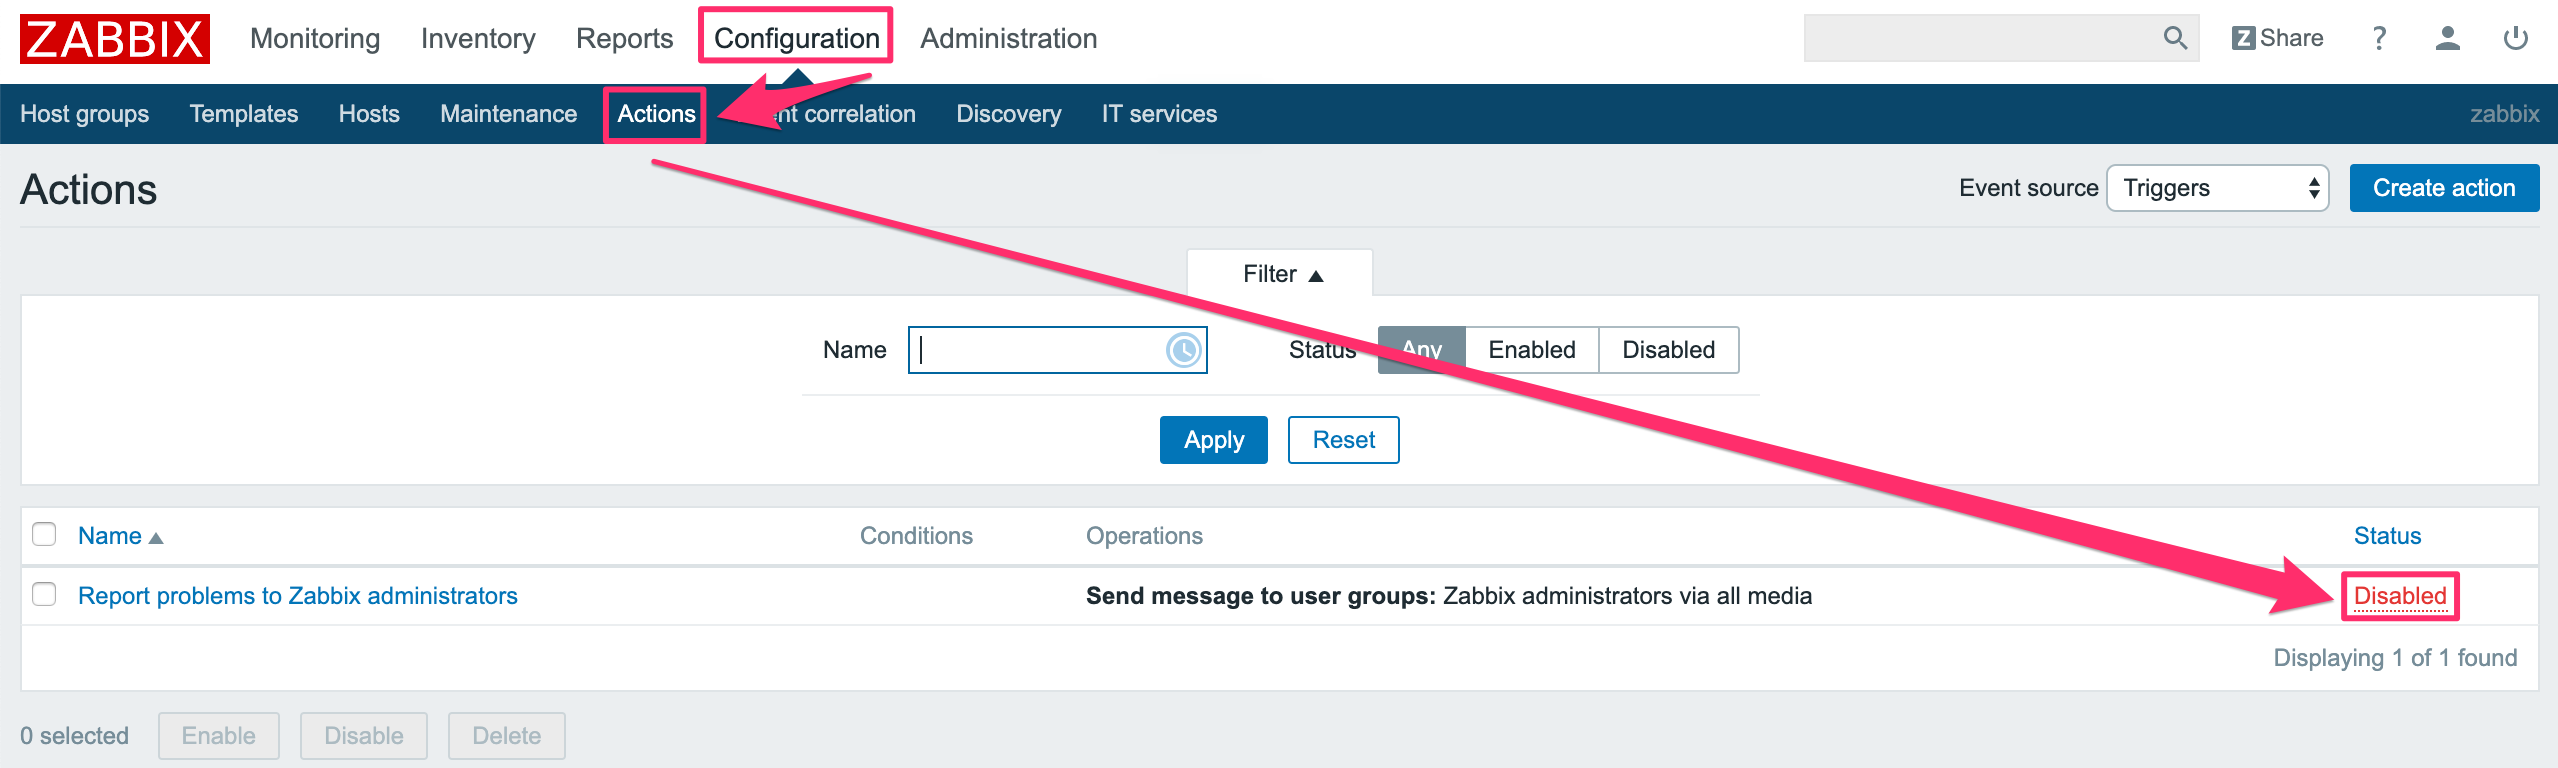 ZABBIX Monitoring Inventory Reports Configuration Administration Z Share ?
Host groups Templates Hosts Maintenance Actions correlation Discovery IT services zabbix
Actions Event source Triggers Create action
Filter
Name Status Any Enabled Disabled
Apply Reset
Name Conditions Operations Status
Report problems to Zabbix administrators Send message to user groups: Zabbix administrators via all media Disabled
Displaying 1 of 1 found
0 selected Enable Disable Delete